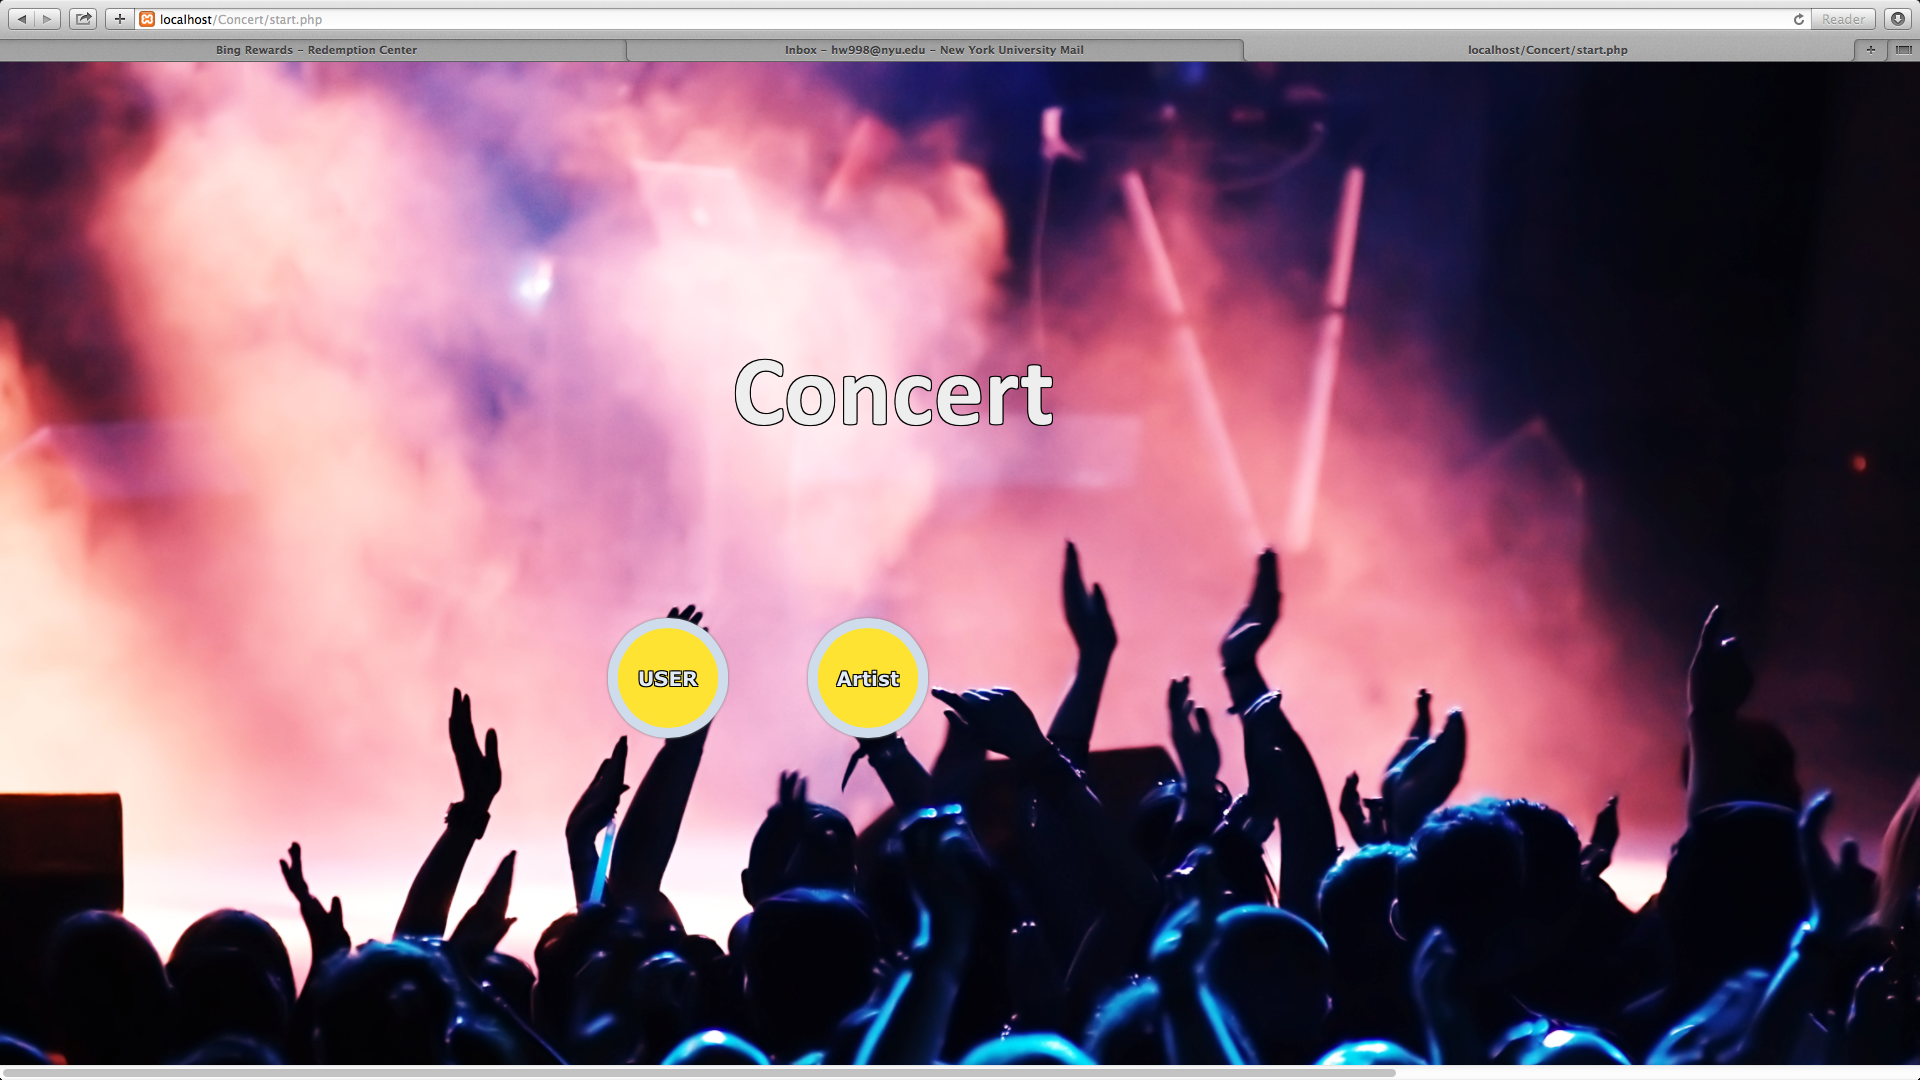 localhost/Concert/start.php
Reader
Bing Rewards – Redemption Center
Inbox – hw998@nyu.edu – New York University Mail
localhost/Concert/start.php
Concert
USER
Artist